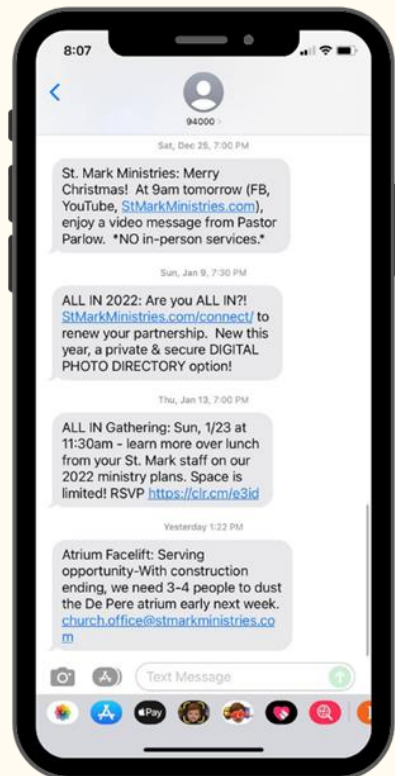 8:07
94000
Sat, Dec 25, 7:00 PM
St. Mark Ministries: Merry
Christmas!  At 9am tomorrow (FB,
YouTube, StMarkMinistries.com),
enjoy a video message from Pastor
Parlow.  *NO in-person services.*
Sun, Jan 9, 7:30 PM
ALL IN 2022: Are you ALL IN?!
StMarkMinistries.com/connect/ to
renew your partnership.  New this
year, a private & secure DIGITAL
PHOTO DIRECTORY option!
Thu, Jan 13, 7:00 PM
ALL IN Gathering: Sun, 1/23 at
11:30am - learn more over lunch
from your St. Mark staff on our
2022 ministry plans. Space is
limited! RSVP https://clr.cm/e3id
Yesterday 1:22 PM
Atrium Facelift: Serving
opportunity-With construction
ending, we need 3-4 people to dust
the De Pere atrium early next week.
church.office@stmarkministries.co
m
Text Message
Pay